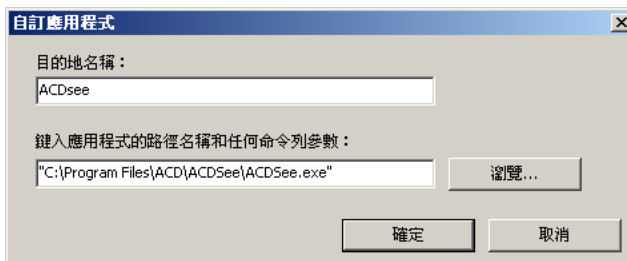 自訂應用程式
目的地名稱：
ACDsee
鍵入應用程式的路徑名稱和任何命令列參數：
"C:\Program Files\ACD\ACDSee\ACDSee.exe"
瀏覽...
確定
取消